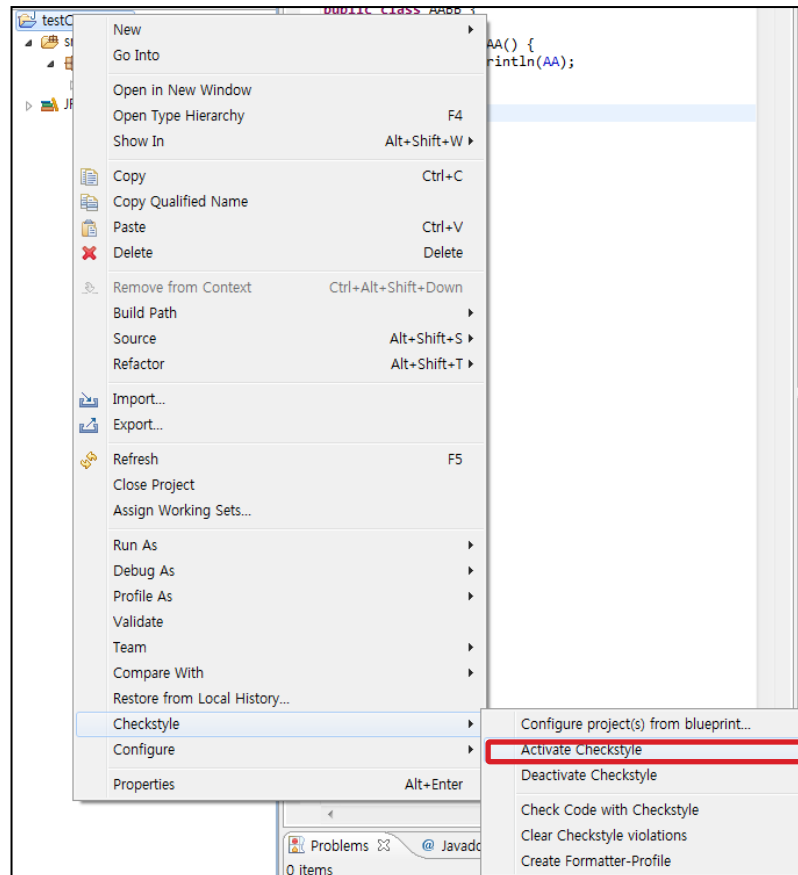 public class AABB {
testC
New
AA() {
Go Into
rintln(AA);
Open in New Window
Open Type Hierarchy F4
Show In Alt+Shift+W
Copy Ctrl+C
Copy Qualified Name
Paste Ctrl+V
Delete Delete
Remove from Context Ctrl+Alt+Shift+Down
Build Path
Source Alt+Shift+S
Refactor Alt+Shift+T
Import...
Export...
Refresh F5
Close Project
Assign Working Sets...
Run As
Debug As
Profile As
Validate
Team
Compare With
Restore from Local History...
Checkstyle
Configure
Properties Alt+Enter
Configure project(s) from blueprint...
Activate Checkstyle
Deactivate Checkstyle
Check Code with Checkstyle
Clear Checkstyle violations
Create Formatter-Profile
Problems @ Javado
0 items